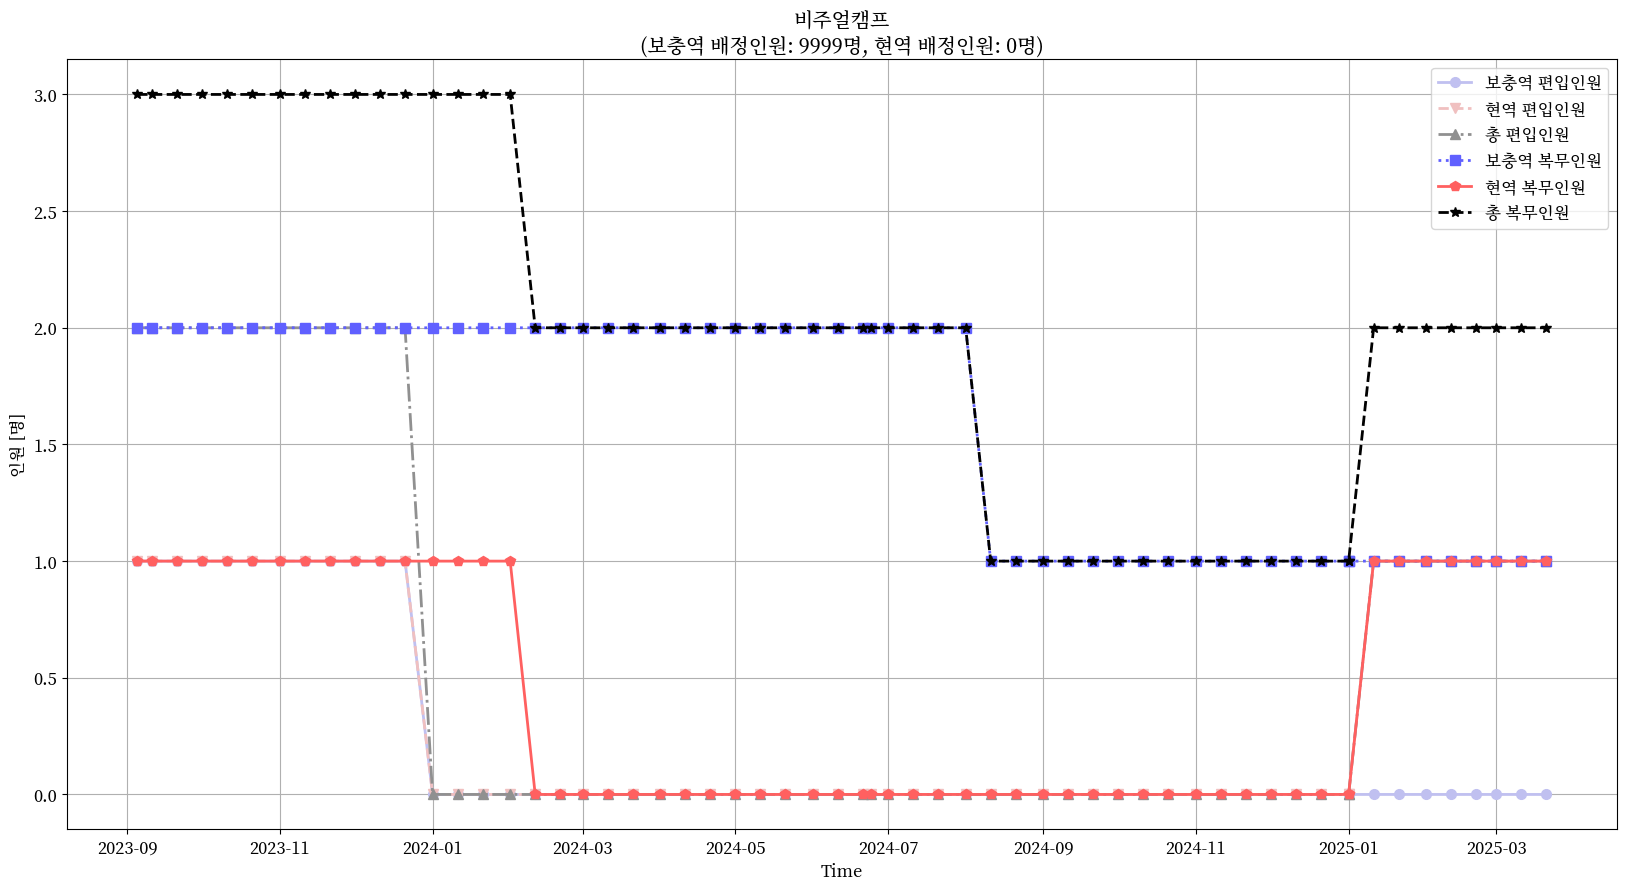 비주얼캠프
(보충역 배정인원: 9999명, 현역 배정인원: 0명)
보충역 편입인원
현역 편입인원
총 편입인원
보충역 복무인원
현역 복무인원
총 복무인원
인원 [명]
3.0
2.5
2.0
1.5
1.0
0.5
0.0
2023-09 2023-11 2024-01 2024-03 2024-05 2024-07 2024-09 2024-11 2025-01 2025-03
Time